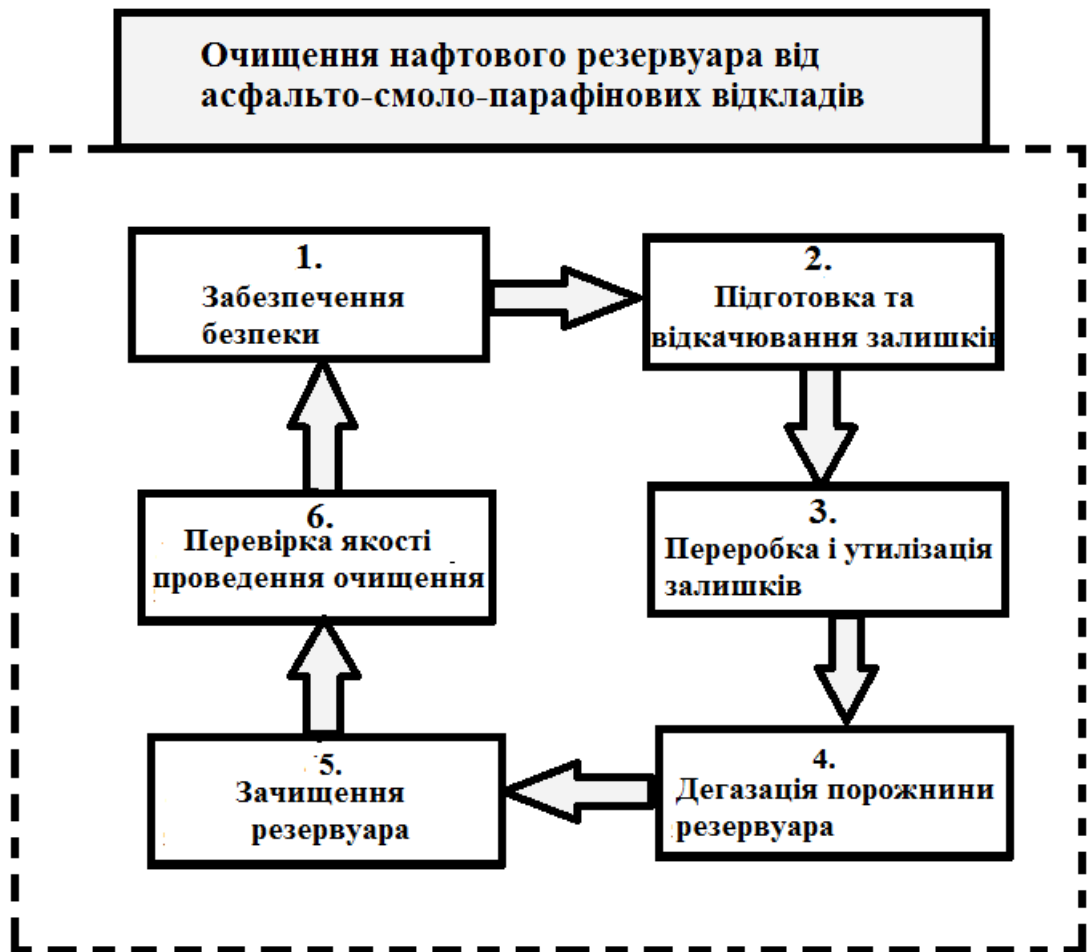 Очищення нафтового резервуара від
асфальто-смоло-парафінових відкладів
1.
Забезпечення
безпеки
2.
Підготовка та
відкачювання залишків
3.
Переробка і утилізація
залишків
4.
Дегазація порожнини
резервуара
5.
Зачищення
резервуара
6.
Перевірка якості
проведення очищення